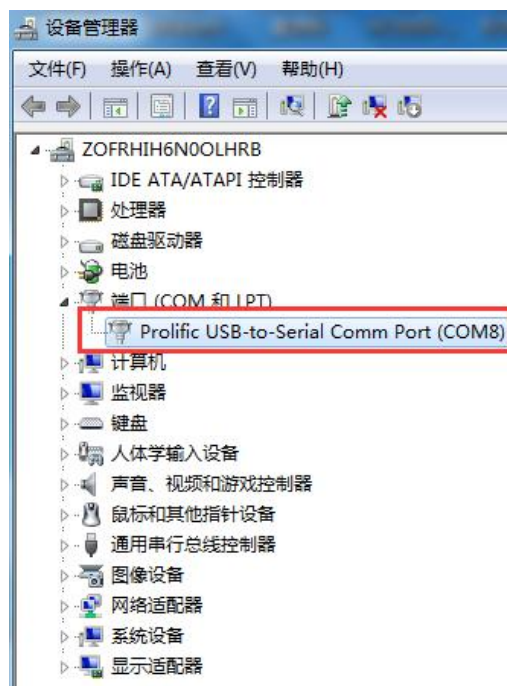 设备管理器
文件(F) 操作(A) 查看(V) 帮助(H)
ZOFRHIH6N0OLHRB
IDE ATA/ATAPI 控制器
处理器
磁盘驱动器
电池
端口 (COM 和 LPT)
Prolific USB-to-Serial Comm Port (COM8)
计算机
监视器
键盘
人体学输入设备
声音、视频和游戏控制器
鼠标和其他指针设备
通用串行总线控制器
图像设备
网络适配器
系统设备
显示适配器